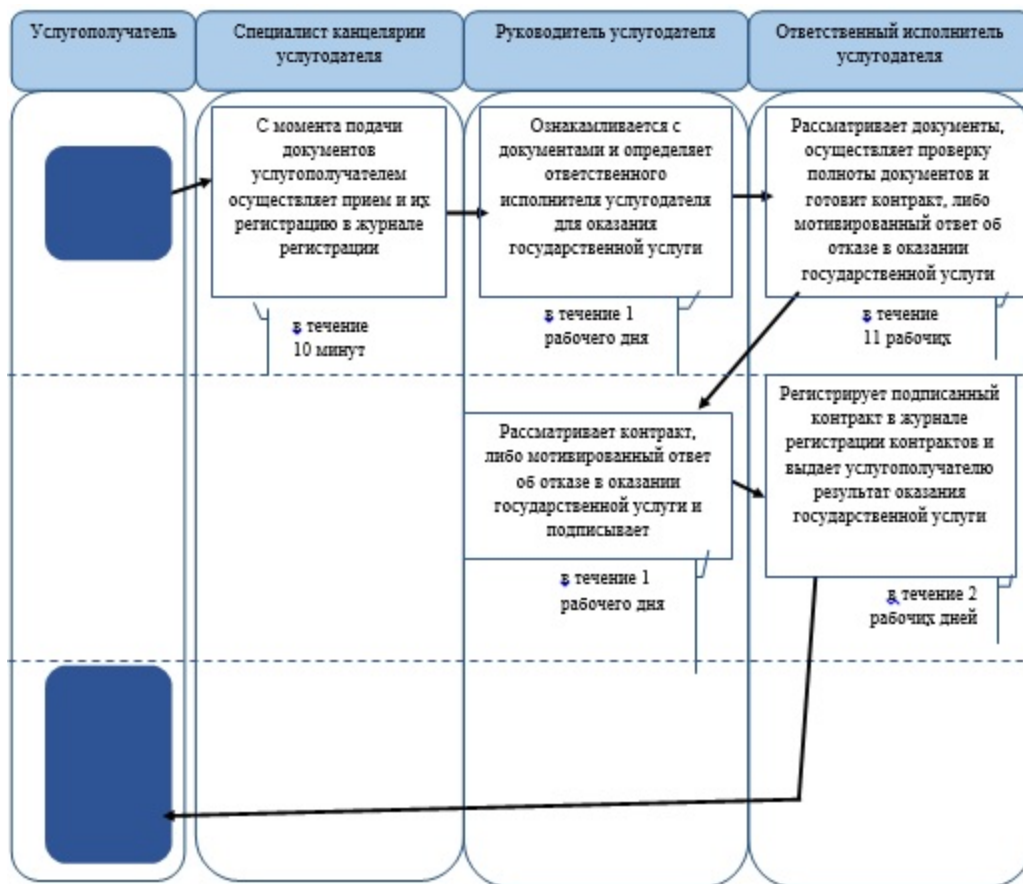 Услугополучатель
Специалист канцелярии
услугодателя
Руководитель услугодателя
Ответственный исполнитель
услугодателя
С момента подачи
документов
услугополучателем
осуществляет прием и их
регистрацию в журнале
регистрации
Ознакамливается с
документами и определяет
ответственного
исполнителя услугодателя
для оказания
государственной услуги
Рассматривает документы,
осуществляет проверку
полноты документов и
готовит контракт, либо
мотивированный ответ об
отказе в оказании
государственной услуги
в течение
10 минут
в течение 1
рабочего дня
в течение
11 рабочих
Рассматривает контракт,
либо мотивированный ответ
об отказе в оказании
государственной услуги и
подписывает
Регистрирует подписанный
контракт в журнале
регистрации контрактов и
выдает услугополучателю
результат оказания
государственной услуги
в течение 1
рабочего дня
в течение 2
рабочих дней